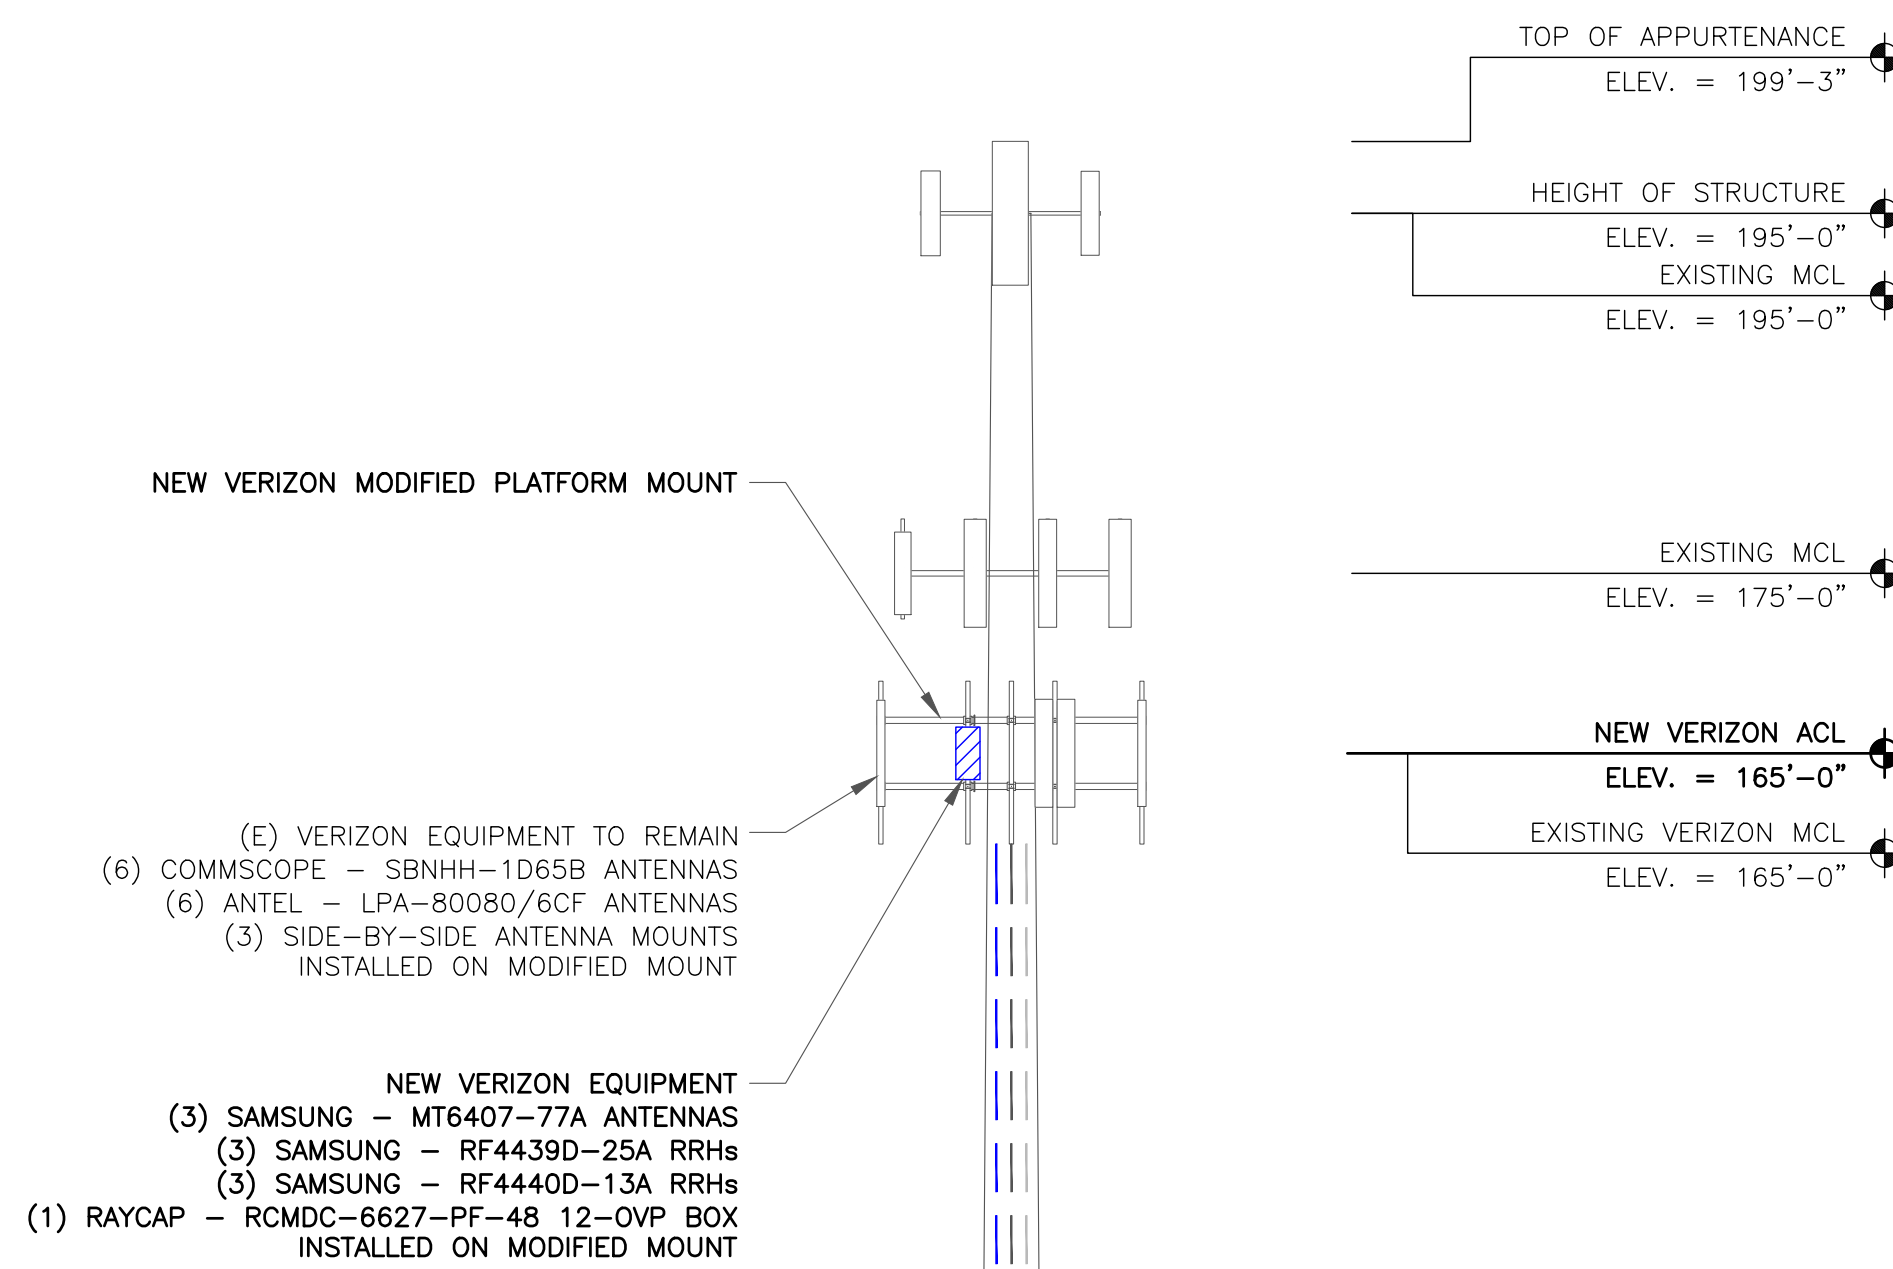 TOP OF APPURTENANCE
ELEV. = 199'-3"
HEIGHT OF STRUCTURE
ELEV. = 195'-0"
EXISTING MCL
ELEV. = 195'-0"
NEW VERIZON MODIFIED PLATFORM MOUNT
EXISTING MCL
ELEV. = 175'-0"
NEW VERIZON ACL
ELEV. = 165'-0"
EXISTING VERIZON MCL
ELEV. = 165'-0"
(E) VERIZON EQUIPMENT TO REMAIN
(6) COMMSCOPE - SBNHH-1D65B ANTENNAS
(6) ANTEL - LPA-80080/6CF ANTENNAS
(3) SIDE-BY-SIDE ANTENNA MOUNTS
INSTALLED ON MODIFIED MOUNT
NEW VERIZON EQUIPMENT
(3) SAMSUNG - MT6407-77A ANTENNAS
(3) SAMSUNG - RF4439D-25A RRHs
(3) SAMSUNG - RF4440D-13A RRHs
(1) RAYCAP - RCMDC-6627-PF-48 12-OVP BOX
INSTALLED ON MODIFIED MOUNT